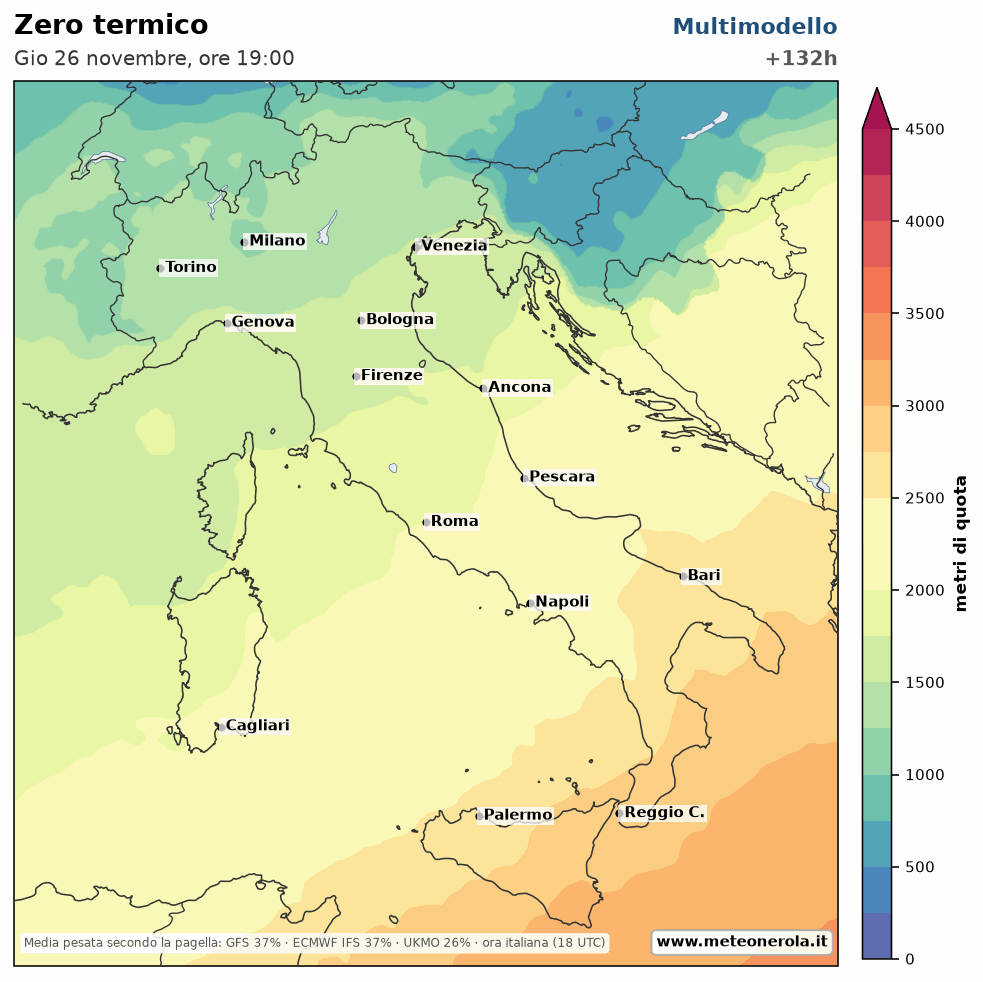 Zero termico
Multimodello
Gio 26 novembre, ore 19:00
+132h
Milano
Venezia
Torino
Genova
Bologna
Firenze
Ancona
Pescara
Roma
Bari
Napoli
Cagliari
Palermo
Reggio C.
4500
4000
3500
3000
2500
2000
1500
1000
500
0
metri di quota
Media pesata secondo la pagella: GFS 37% · ECMWF IFS 37% · UKMO 26% · ora italiana (18 UTC)
www.meteonerola.it